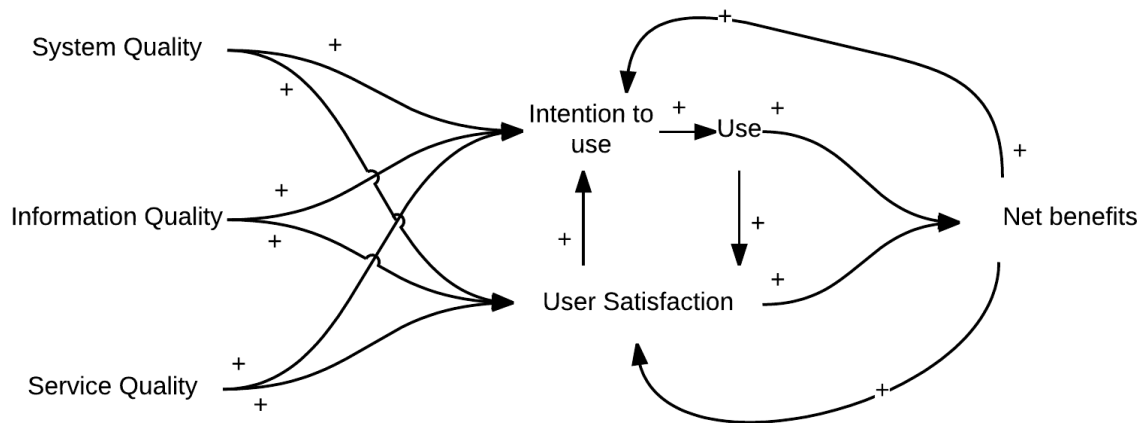 +
System Quality
+
+
+
Intention to
use
+
Use
+
+
+
Information Quality
+
+
+
Net benefits
+
User Satisfaction
+
+
Service Quality
+
+